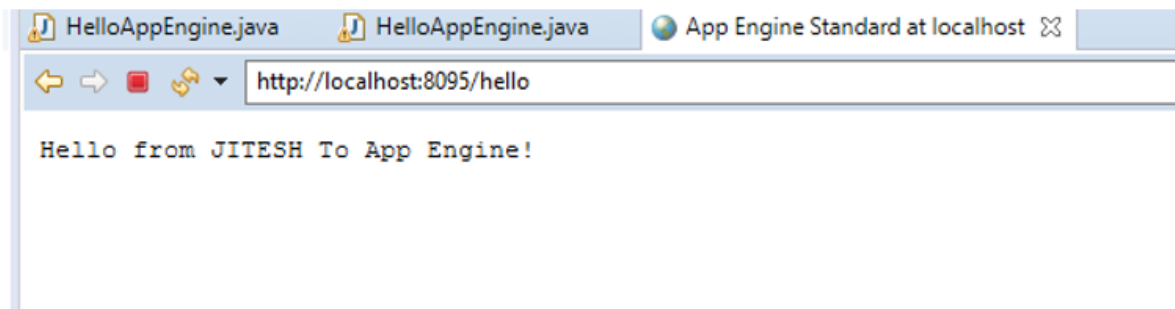 HelloAppEngine.java HelloAppEngine.java App Engine Standard at localhost
http://localhost:8095/hello
Hello from JITESH To App Engine!